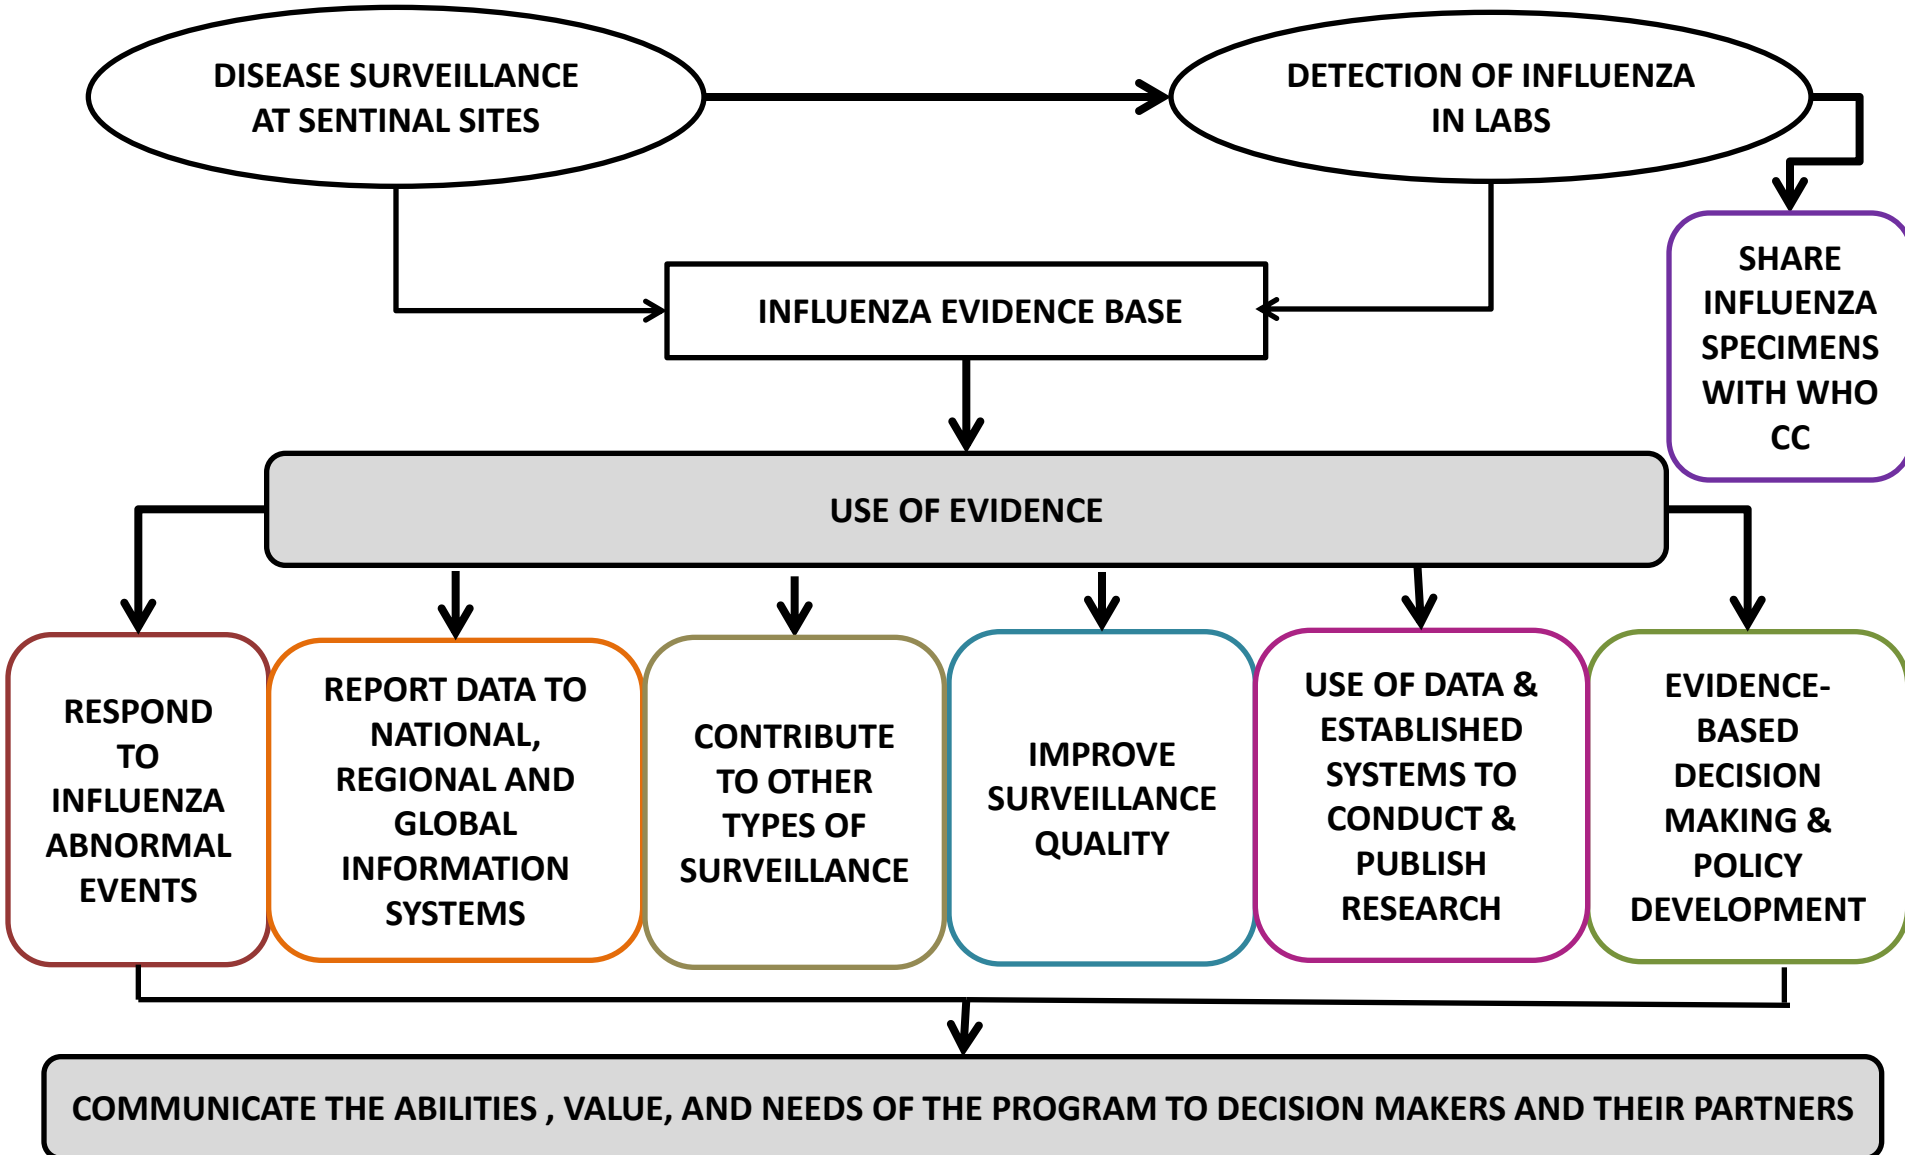 DISEASE SURVEILLANCE
AT SENTINAL SITES
DETECTION OF INFLUENZA
IN LABS
SHARE
INFLUENZA
SPECIMENS
WITH WHO
CC
INFLUENZA EVIDENCE BASE
USE OF EVIDENCE
RESPOND
TO
INFLUENZA
ABNORMAL
EVENTS
REPORT DATA TO
NATIONAL,
REGIONAL AND
GLOBAL
INFORMATION
SYSTEMS
CONTRIBUTE
TO OTHER
TYPES OF
SURVEILLANCE
IMPROVE
SURVEILLANCE
QUALITY
USE OF DATA &
ESTABLISHED
SYSTEMS TO
CONDUCT &
PUBLISH
RESEARCH
EVIDENCE-
BASED
DECISION
MAKING &
POLICY
DEVELOPMENT
COMMUNICATE THE ABILITIES , VALUE, AND NEEDS OF THE PROGRAM TO DECISION MAKERS AND THEIR PARTNERS